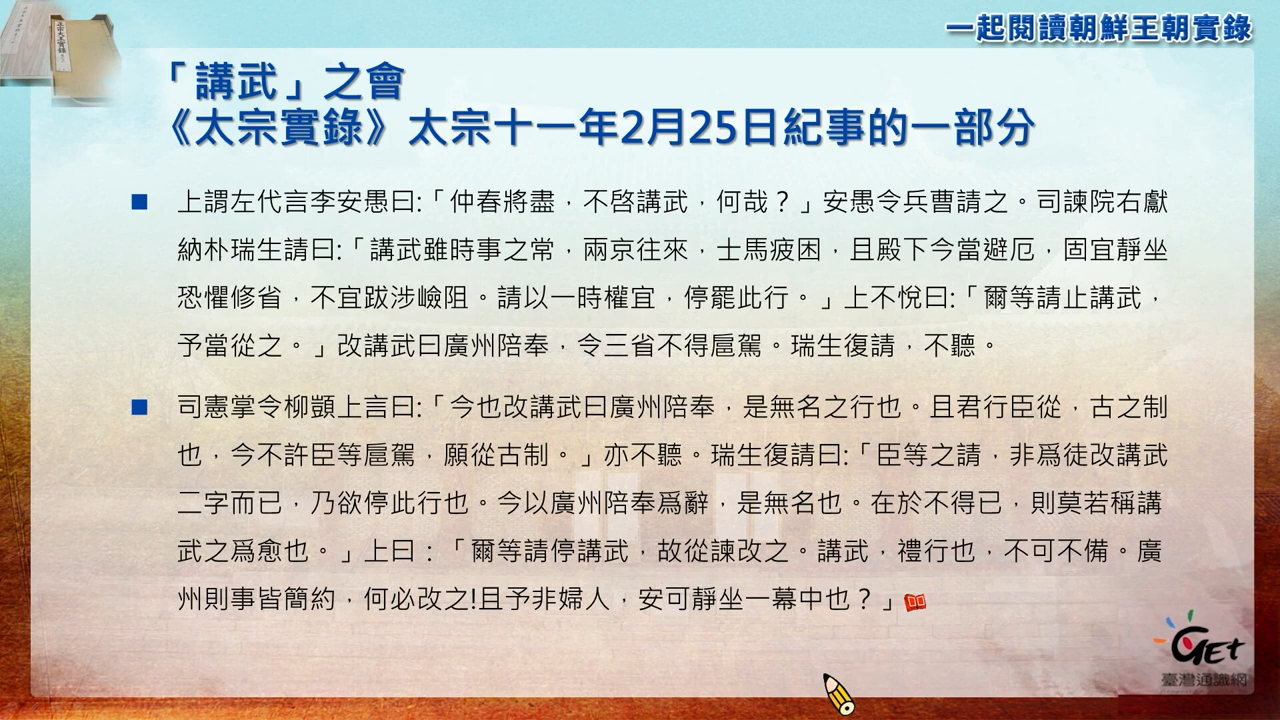 一起閱讀朝鮮王朝實錄
「講武」之會
《太宗實錄》太宗十一年2月25日紀事的一部分
上謂左代言李安愚曰:「仲春將盡，不啓講武，何哉？」安愚令兵曹請之。司諫院右獻
納朴瑞生請曰:「講武雖時事之常，兩京往來，士馬疲困，且殿下今當避厄，固宜靜坐
恐懼修省，不宜跋涉嶮阻。請以一時權宜，停罷此行。」上不悅曰:「爾等請止講武，
予當從之。」改講武曰廣州陪奉，令三省不得扈駕。瑞生復請，不聽。
司憲掌令柳顗上言曰:「今也改講武曰廣州陪奉，是無名之行也。且君行臣從，古之制
也，今不許臣等扈駕，願從古制。」亦不聽。瑞生復請曰:「臣等之請，非爲徒改講武
二字而已，乃欲停此行也。今以廣州陪奉爲辭，是無名也。在於不得已，則莫若稱講
武之爲愈也。」上曰：「爾等請停講武，故從諫改之。講武，禮行也，不可不備。廣
州則事皆簡約，何必改之!且予非婦人，安可靜坐一幕中也？」
GET
臺灣通識網